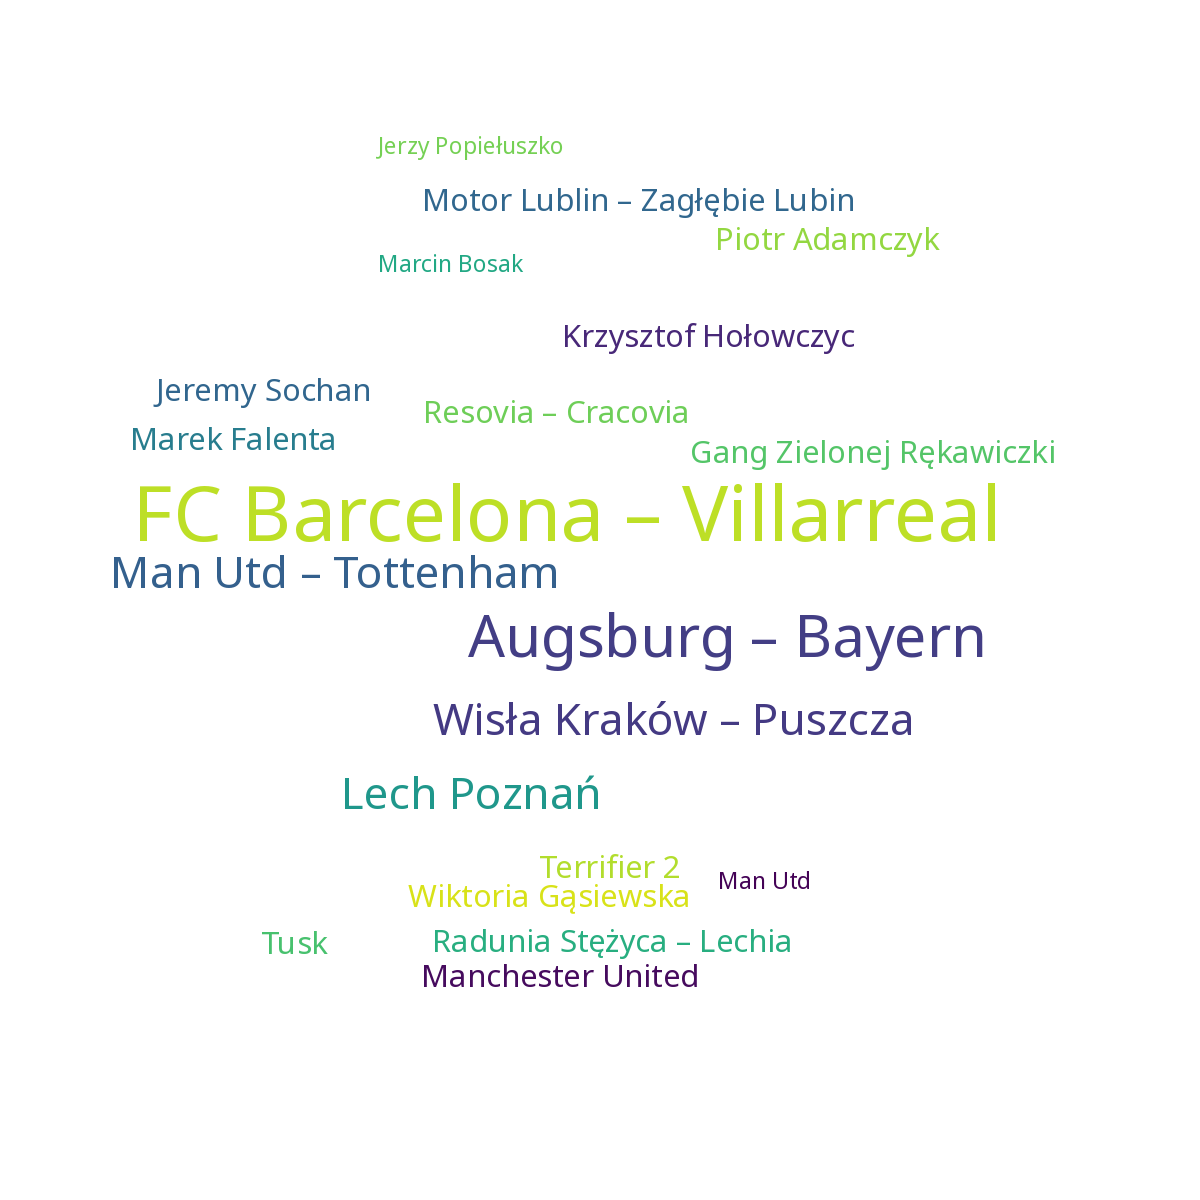 Jerzy Popiełuszko
Motor Lublin – Zagłębie Lubin
Piotr Adamczyk
Marcin Bosak
Krzysztof Hołowczyc
Jeremy Sochan
Resovia – Cracovia
Marek Falenta
Gang Zielonej Rękawiczki
FC Barcelona – Villarreal
Man Utd – Tottenham
Augsburg – Bayern
Wisła Kraków – Puszcza
Lech Poznań
Terrifier 2
Man Utd
Wiktoria Gąsiewska
Tusk
Radunia Stężyca – Lechia
Manchester United